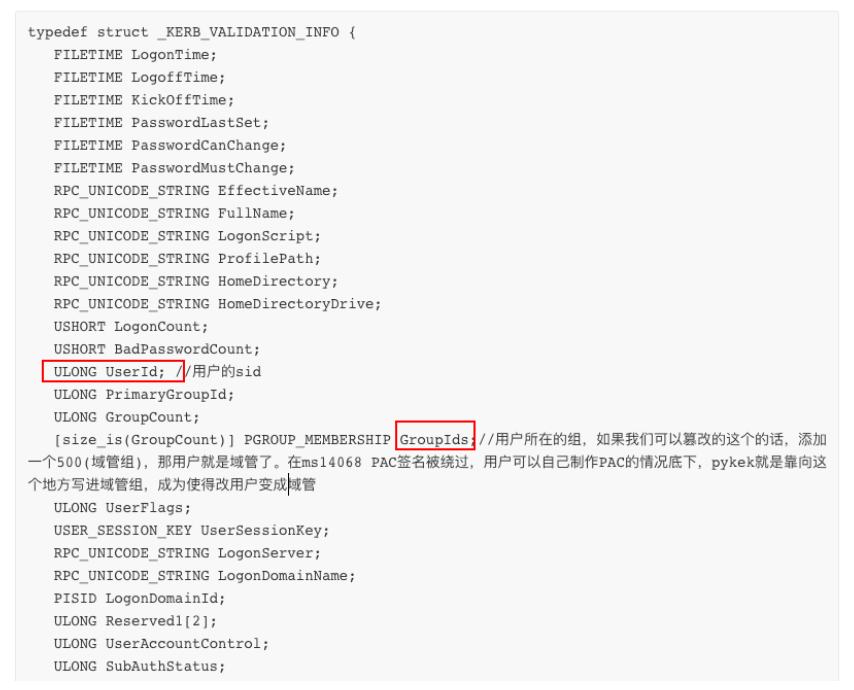 typedef struct _KERB_VALIDATION_INFO {
FILETIME LogonTime;
FILETIME LogoffTime;
FILETIME KickOffTime;
FILETIME PasswordLastSet;
FILETIME PasswordCanChange;
FILETIME PasswordMustChange;
RPC_UNICODE_STRING EffectiveName;
RPC_UNICODE_STRING FullName;
RPC_UNICODE_STRING LogonScript;
RPC_UNICODE_STRING ProfilePath;
RPC_UNICODE_STRING HomeDirectory;
RPC_UNICODE_STRING HomeDirectoryDrive;
USHORT LogonCount;
USHORT BadPasswordCount;
ULONG UserId; //用户的sid
ULONG PrimaryGroupId;
ULONG GroupCount;
[size_is(GroupCount)] PGROUP_MEMBERSHIP GroupIds;//用户所在的组，如果我们可以篡改的这个的话，添加
一个500(域管组)，那用户就是域管了。在ms14068 PAC签名被绕过，用户可以自己制作PAC的情况底下，pykek就是靠向这
个地方写进域管组，成为使得改用户变成域管
ULONG UserFlags;
USER_SESSION_KEY UserSessionKey;
RPC_UNICODE_STRING LogonServer;
RPC_UNICODE_STRING LogonDomainName;
PISID LogonDomainId;
ULONG Reserved1[2];
ULONG UserAccountControl;
ULONG SubAuthStatus;